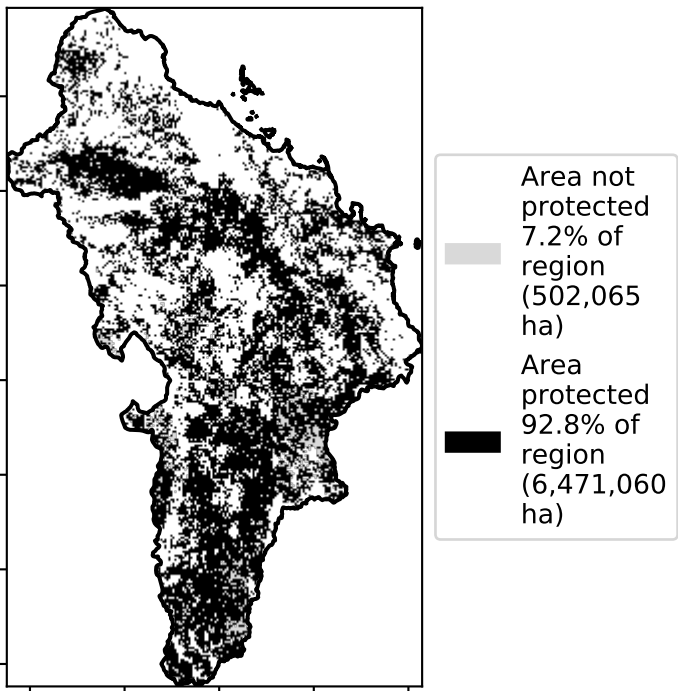 Area not
protected
7.2% of
region
(502,065
ha)
Area
protected
92.8% of
region
(6,471,060
ha)